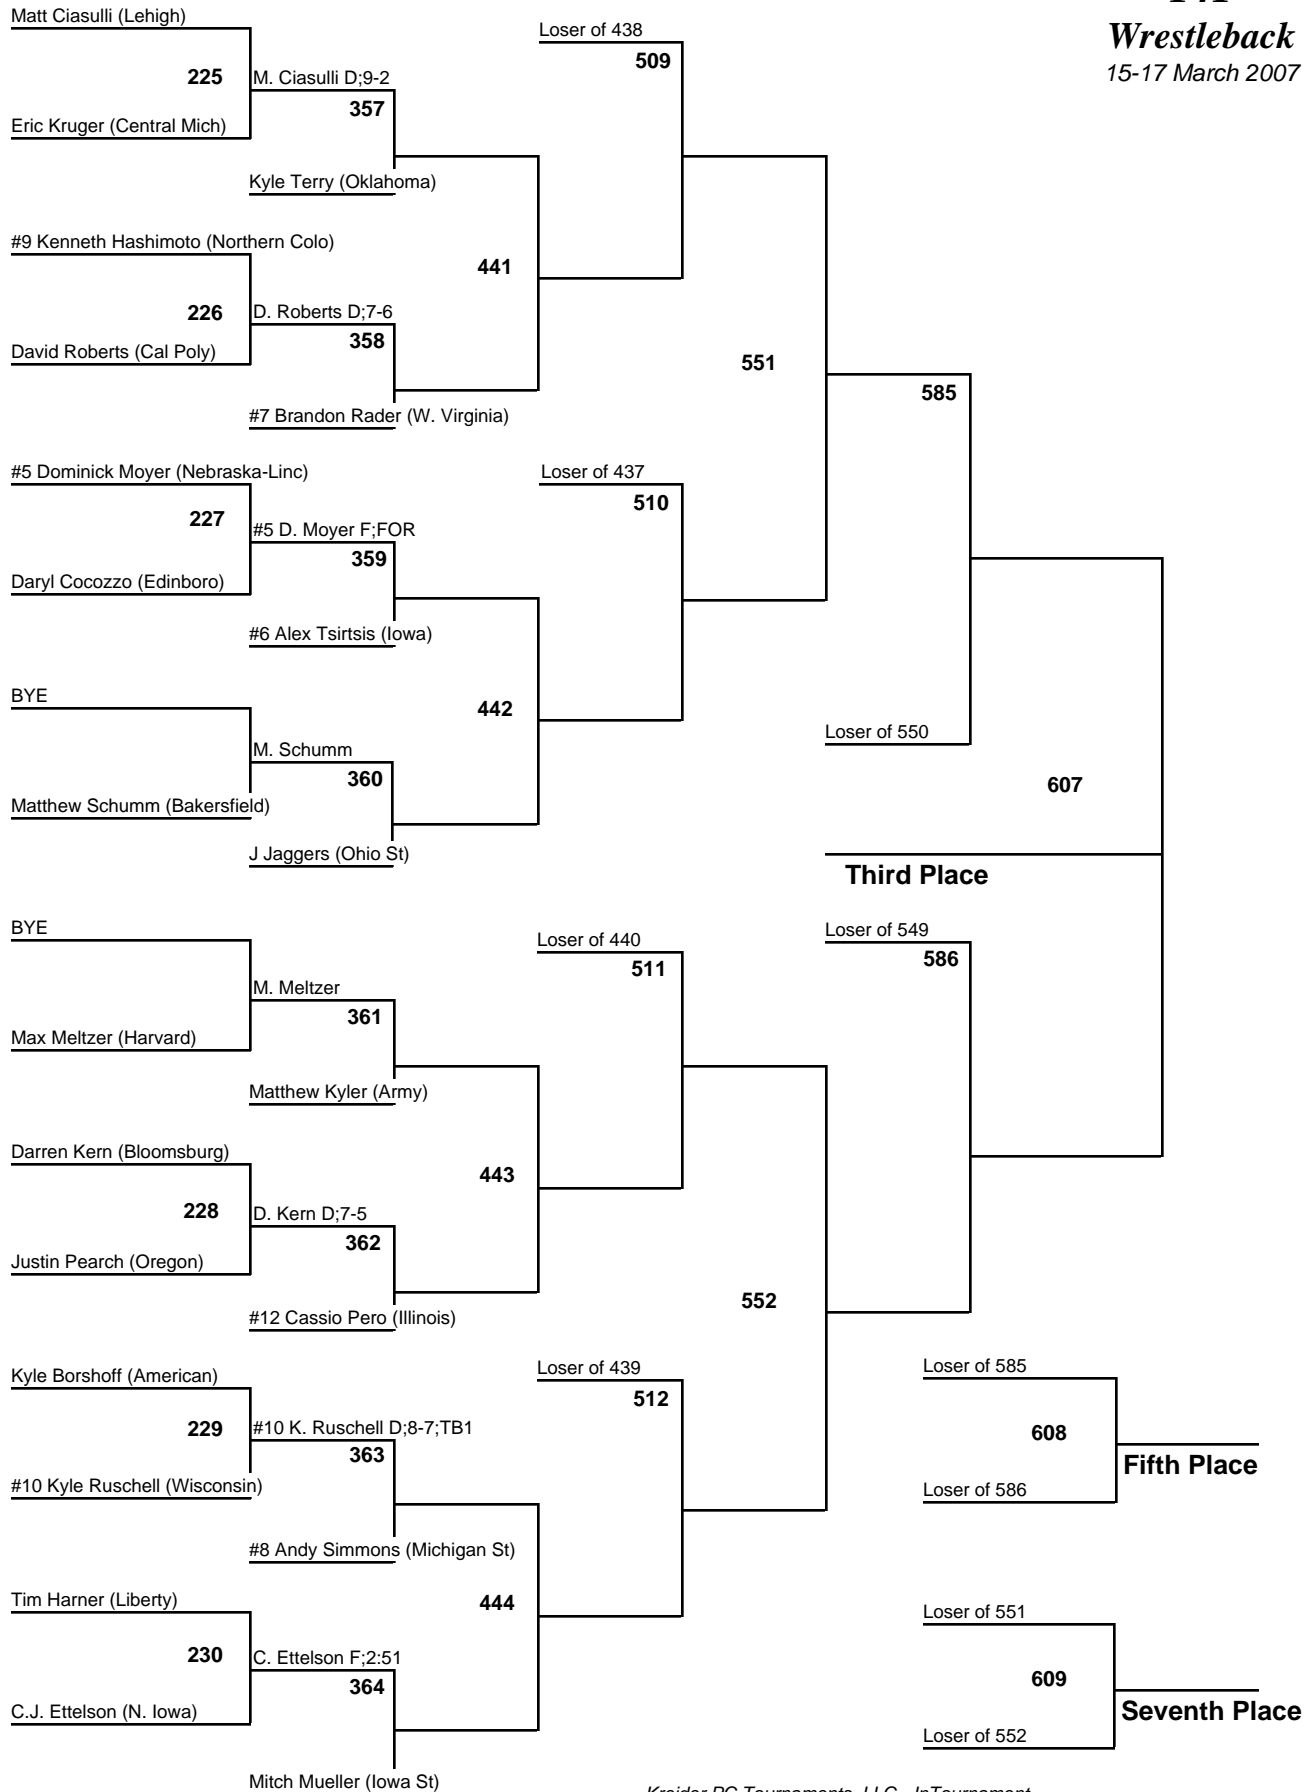 Matt Ciasulli (Lehigh)
Loser of 438
Wrestleback
509
15-17 March 2007
225
M. Ciasulli D;9-2
357
Eric Kruger (Central Mich)
Kyle Terry (Oklahoma)
#9 Kenneth Hashimoto (Northern Colo)
441
226
D. Roberts D;7-6
358
David Roberts (Cal Poly)
551
585
#7 Brandon Rader (W. Virginia)
#5 Dominick Moyer (Nebraska-Linc)
Loser of 437
510
227
#5 D. Moyer F;FOR
359
Daryl Cocozzo (Edinboro)
#6 Alex Tsirtsis (Iowa)
BYE
442
Loser of 550
M. Schumm
360
607
Matthew Schumm (Bakersfield)
J Jaggers (Ohio St)
Third Place
BYE
Loser of 440
Loser of 549
511
586
M. Meltzer
361
Max Meltzer (Harvard)
Matthew Kyler (Army)
Darren Kern (Bloomsburg)
443
228
D. Kern D;7-5
362
Justin Pearch (Oregon)
552
#12 Cassio Pero (Illinois)
Kyle Borshoff (American)
Loser of 439
Loser of 585
512
229
#10 K. Ruschell D;8-7;TB1
608
363
Fifth Place
#10 Kyle Ruschell (Wisconsin)
Loser of 586
#8 Andy Simmons (Michigan St)
Tim Harner (Liberty)
444
Loser of 551
230
C. Ettelson F;2:51
609
364
C.J. Ettelson (N. Iowa)
Seventh Place
Loser of 552
Mitch Mueller (Iowa St)